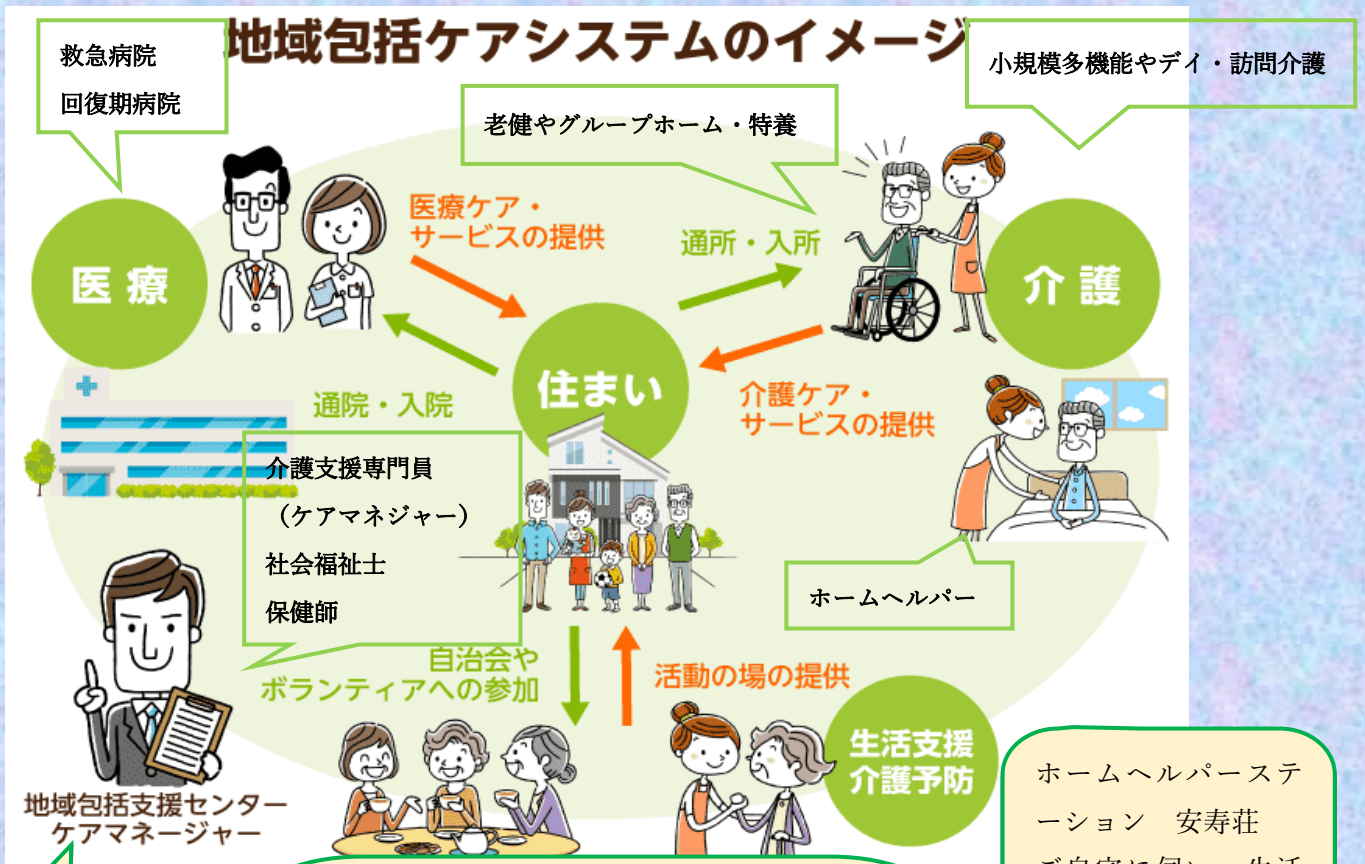 地域包括ケアシステムのイメージ
救急病院
回復期病院
老健やグループホーム・特養
小規模多機能やデイ・訪問介護
医療
医療ケア・
サービスの提供
通所・入所
介護
住まい
通院・入院
介護ケア・
サービスの提供
介護支援専門員
（ケアマネジャー）
社会福祉士
保健師
ホームヘルパー
自治会や
ボランティアへの参加
活動の場の提供
生活支援
介護予防
地域包括支援センター
ケアマネージャー
ホームヘルパーステ
ーション　安寿荘